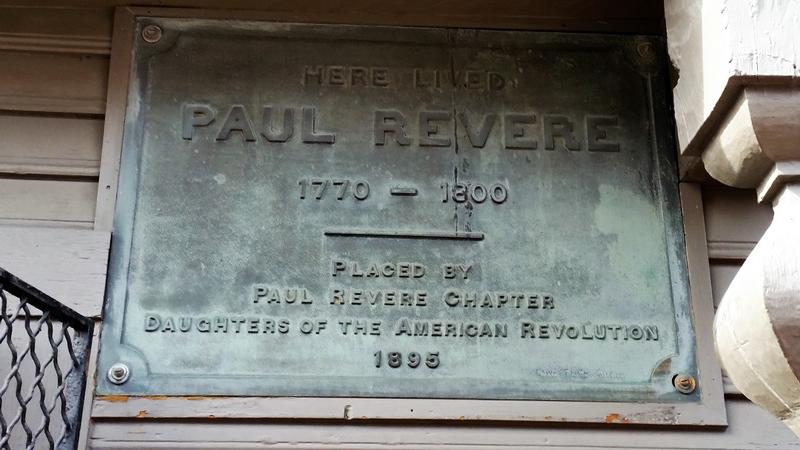 HERE LIVED
PAUL REVERE
1770 — 1800
PLACED BY
PAUL REVERE CHAPTER
DAUGHTERS OF THE AMERICAN REVOLUTION
1895